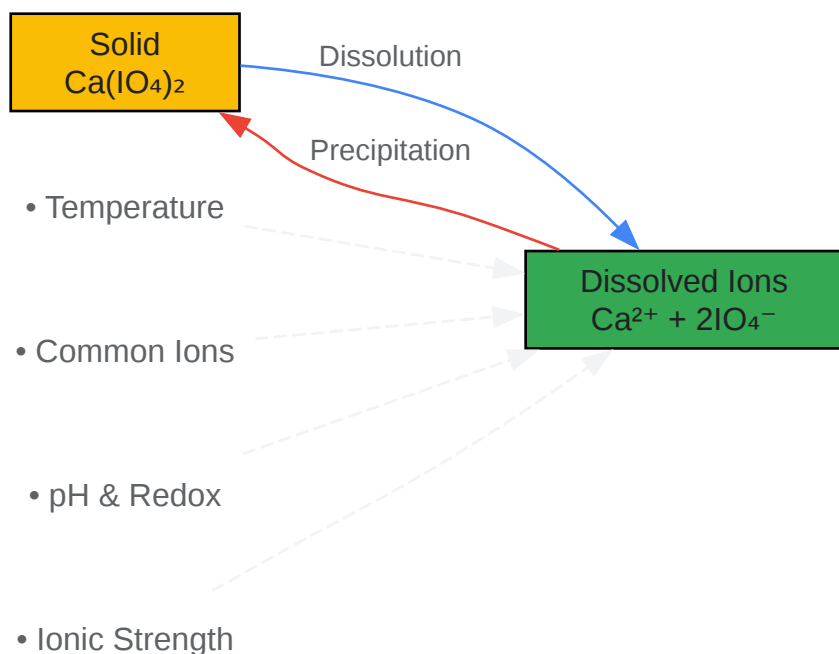 Solid
Ca(IO₄)₂
Dissolution
Precipitation
• Temperature
Dissolved Ions
Ca²⁺ + 2IO₄⁻
• Common Ions
• pH & Redox
• Ionic Strength